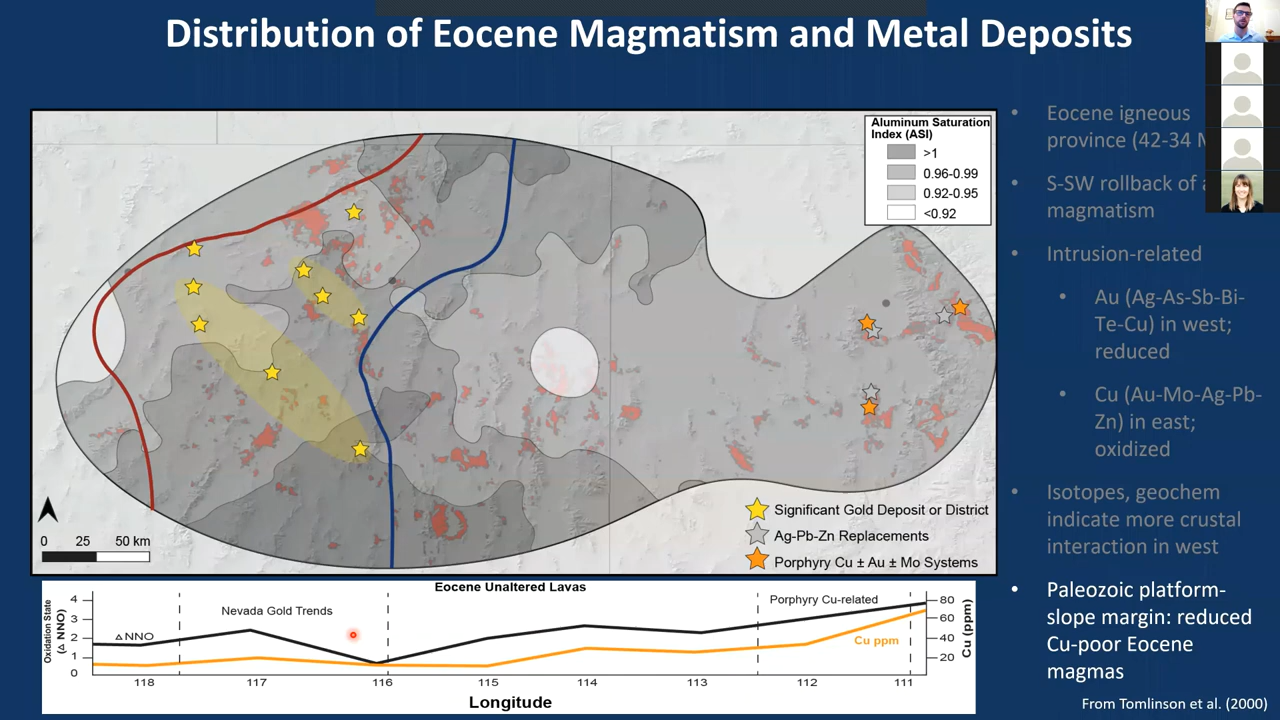 Distribution of Eocene Magmatism and Metal Deposits
Aluminum Saturation
Index (ASI)
>1
0.96-0.99
0.92-0.95
<0.92
0 25 50 km
Significant Gold Deposit or District
Ag-Pb-Zn Replacements
Porphyry Cu ± Au ± Mo Systems
• Eocene igneous
province (42-34
• S-SW rollback of
magmatism
• Intrusion-related
• Au (Ag-As-Sb-Bi-
Te-Cu) in west;
reduced
• Cu (Au-Mo-Ag-Pb-
Zn) in east;
oxidized
• Isotopes, geochem
indicate more crustal
interaction in west
• Paleozoic platform-
slope margin: reduced
Cu-poor Eocene
magmas
Eocene Unaltered Lavas
Oxidation State
(Δ NNO)
4
3
2
1
0
Δ NNO
Nevada Gold Trends
Porphyry Cu-related
Cu ppm
80
60
40
20
Cu (ppm)
118 117 116 115 114 113 112 111
Longitude
From Tomlinson et al. (2000)